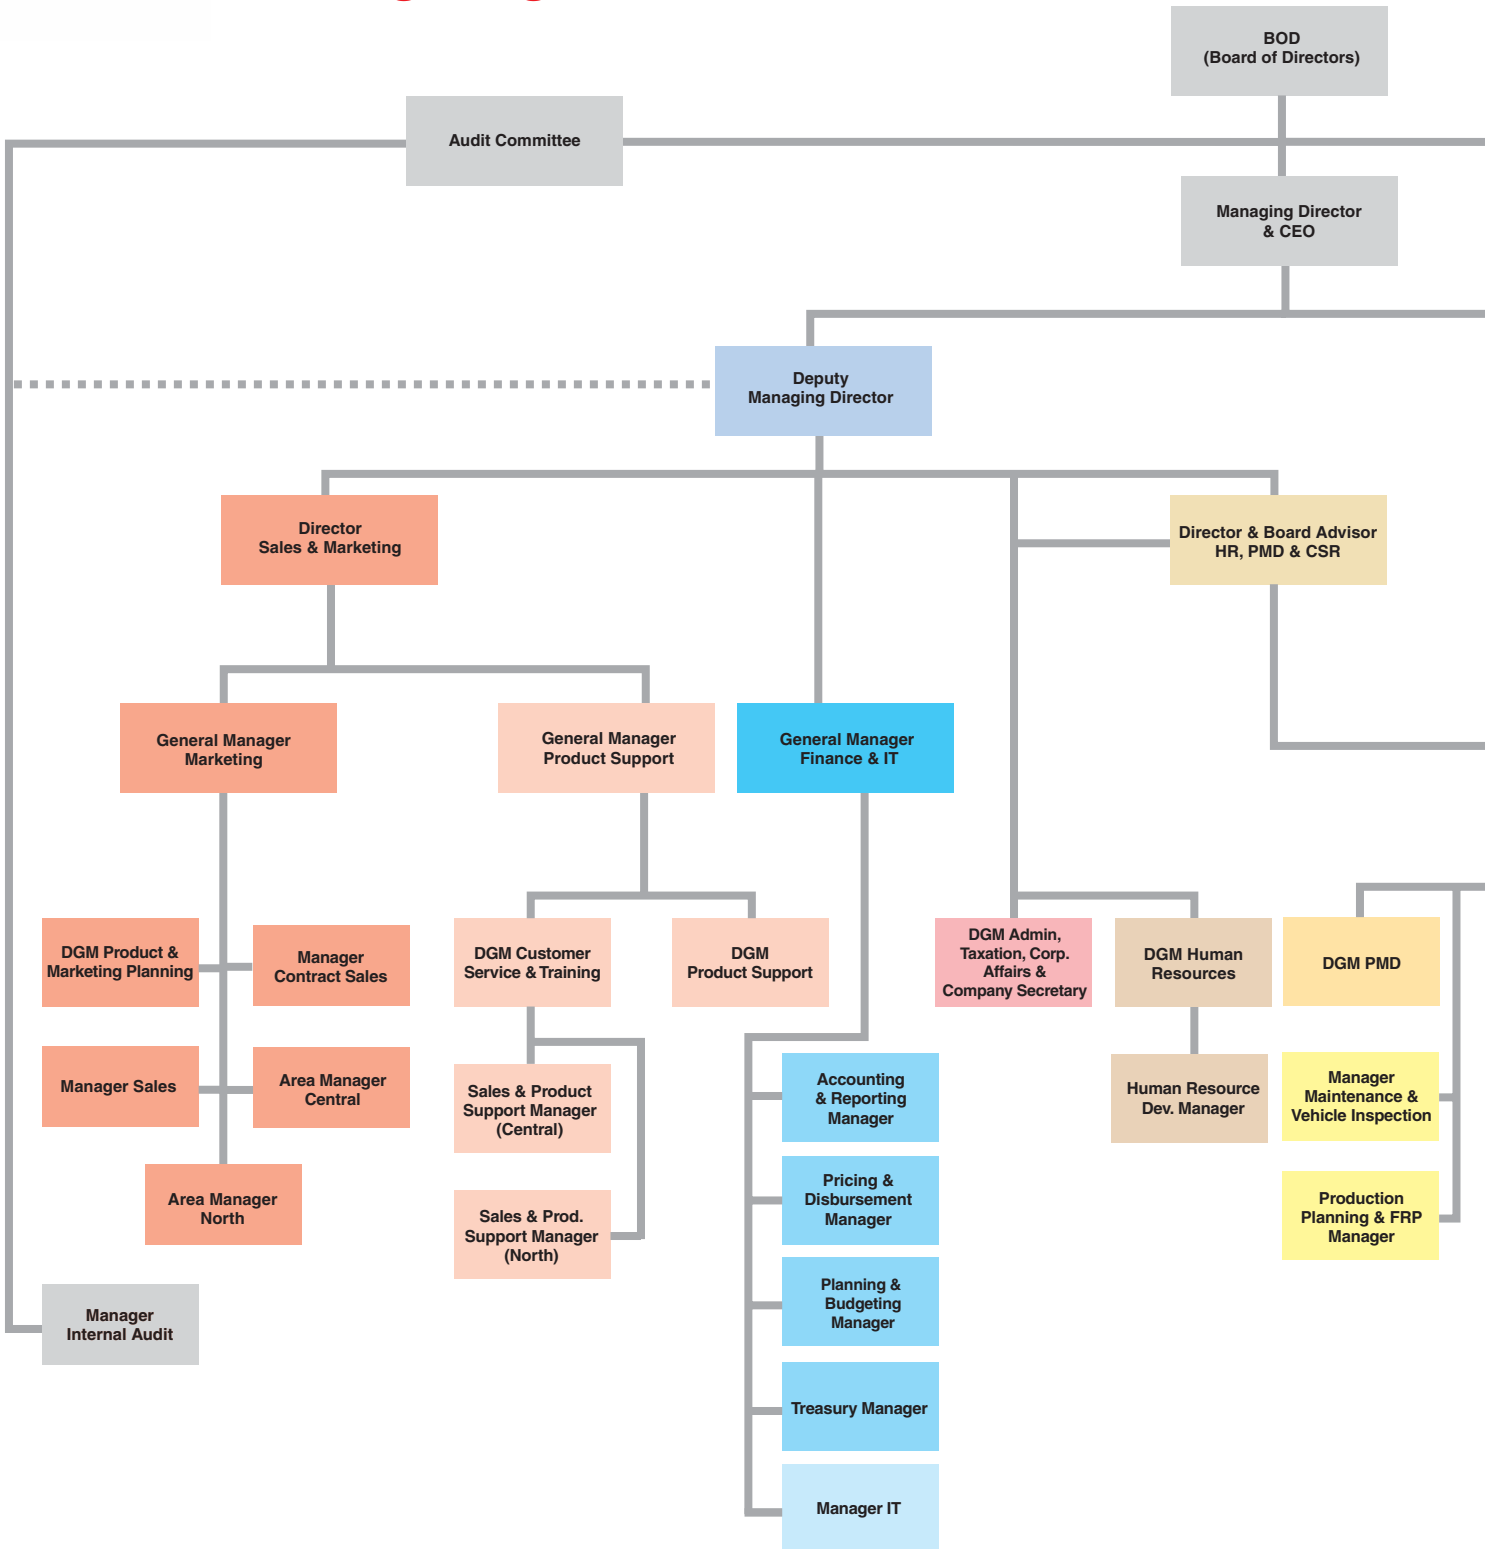 BOD
(Board of Directors)
Audit Committee
Managing Director
& CEO
Deputy
Managing Director
Director
Sales & Marketing
Director & Board Advisor
HR, PMD & CSR
General Manager
Marketing
General Manager
Product Support
General Manager
Finance & IT
DGM Product &
Marketing Planning
Manager
Contract Sales
DGM Customer
Service & Training
DGM
Product Support
DGM Admin,
Taxation, Corp.
Affairs &
Company Secretary
DGM Human
Resources
DGM PMD
Manager Sales
Area Manager
Central
Sales & Product
Support Manager
(Central)
Accounting
& Reporting
Manager
Human Resource
Dev. Manager
Manager
Maintenance &
Vehicle Inspection
Area Manager
North
Sales & Prod.
Support Manager
(North)
Pricing &
Disbursement
Manager
Production
Planning & FRP
Manager
Manager
Internal Audit
Planning &
Budgeting
Manager
Treasury Manager
Manager IT